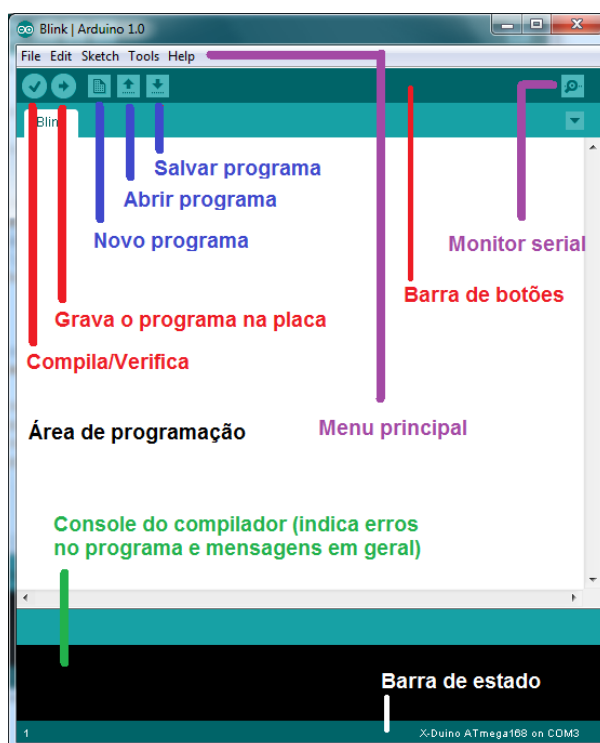 Blink | Arduino 1.0
File Edit Sketch Tools Help
Blin
Salvar programa
Abrir programa
Novo programa
Monitor serial
Barra de botões
Grava o programa na placa
Compila/Verifica
Área de programação
Menu principal
Console do compilador (indica erros
no programa e mensagens em geral)
Barra de estado
1
X-Duino ATmega168 on COM3